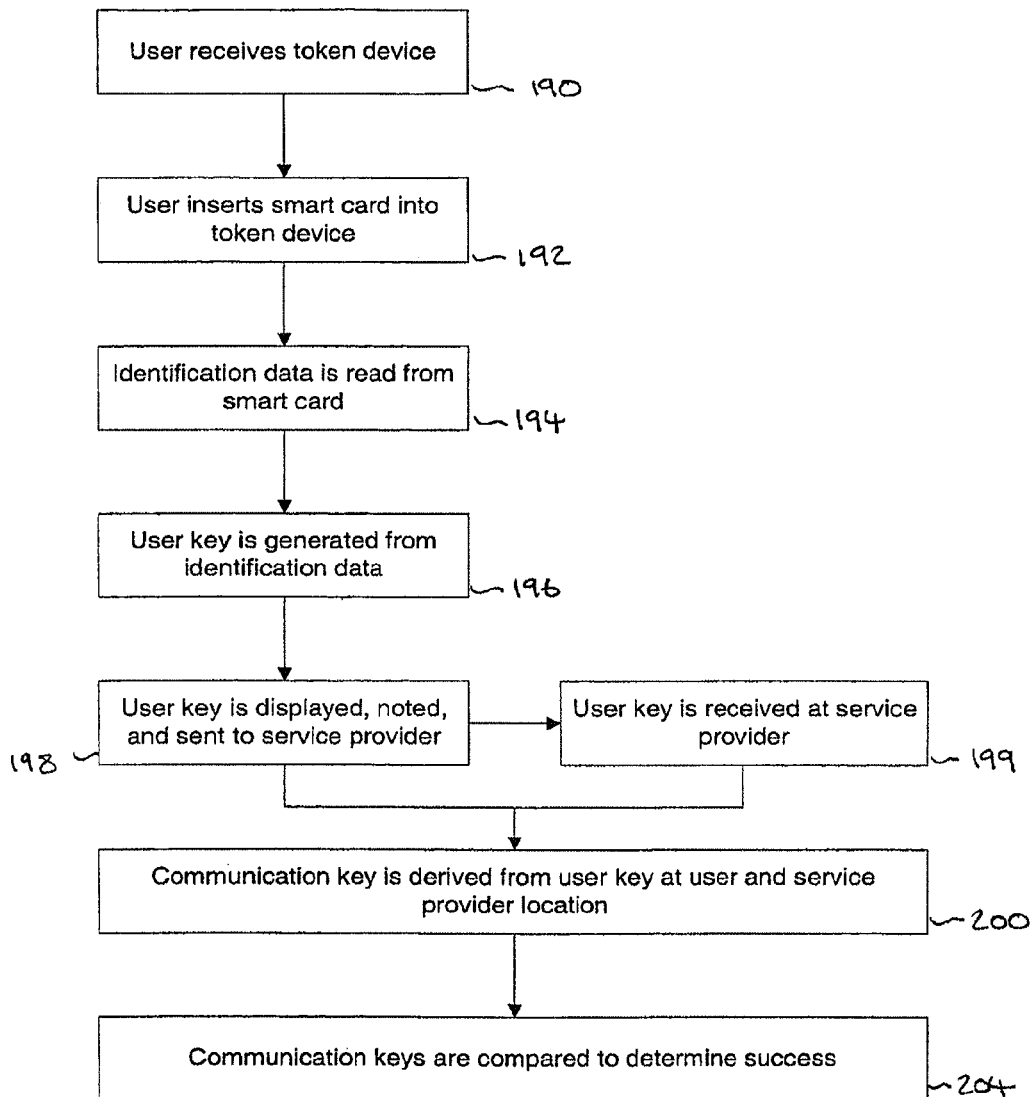 User receives token device
190
User inserts smart card into
token device
192
Identification data is read from
smart card
194
User key is generated from
identification data
196
User key is displayed, noted,
and sent to service provider
198
User key is received at service
provider
199
Communication key is derived from user key at user and service
provider location
200
Communication keys are compared to determine success
204